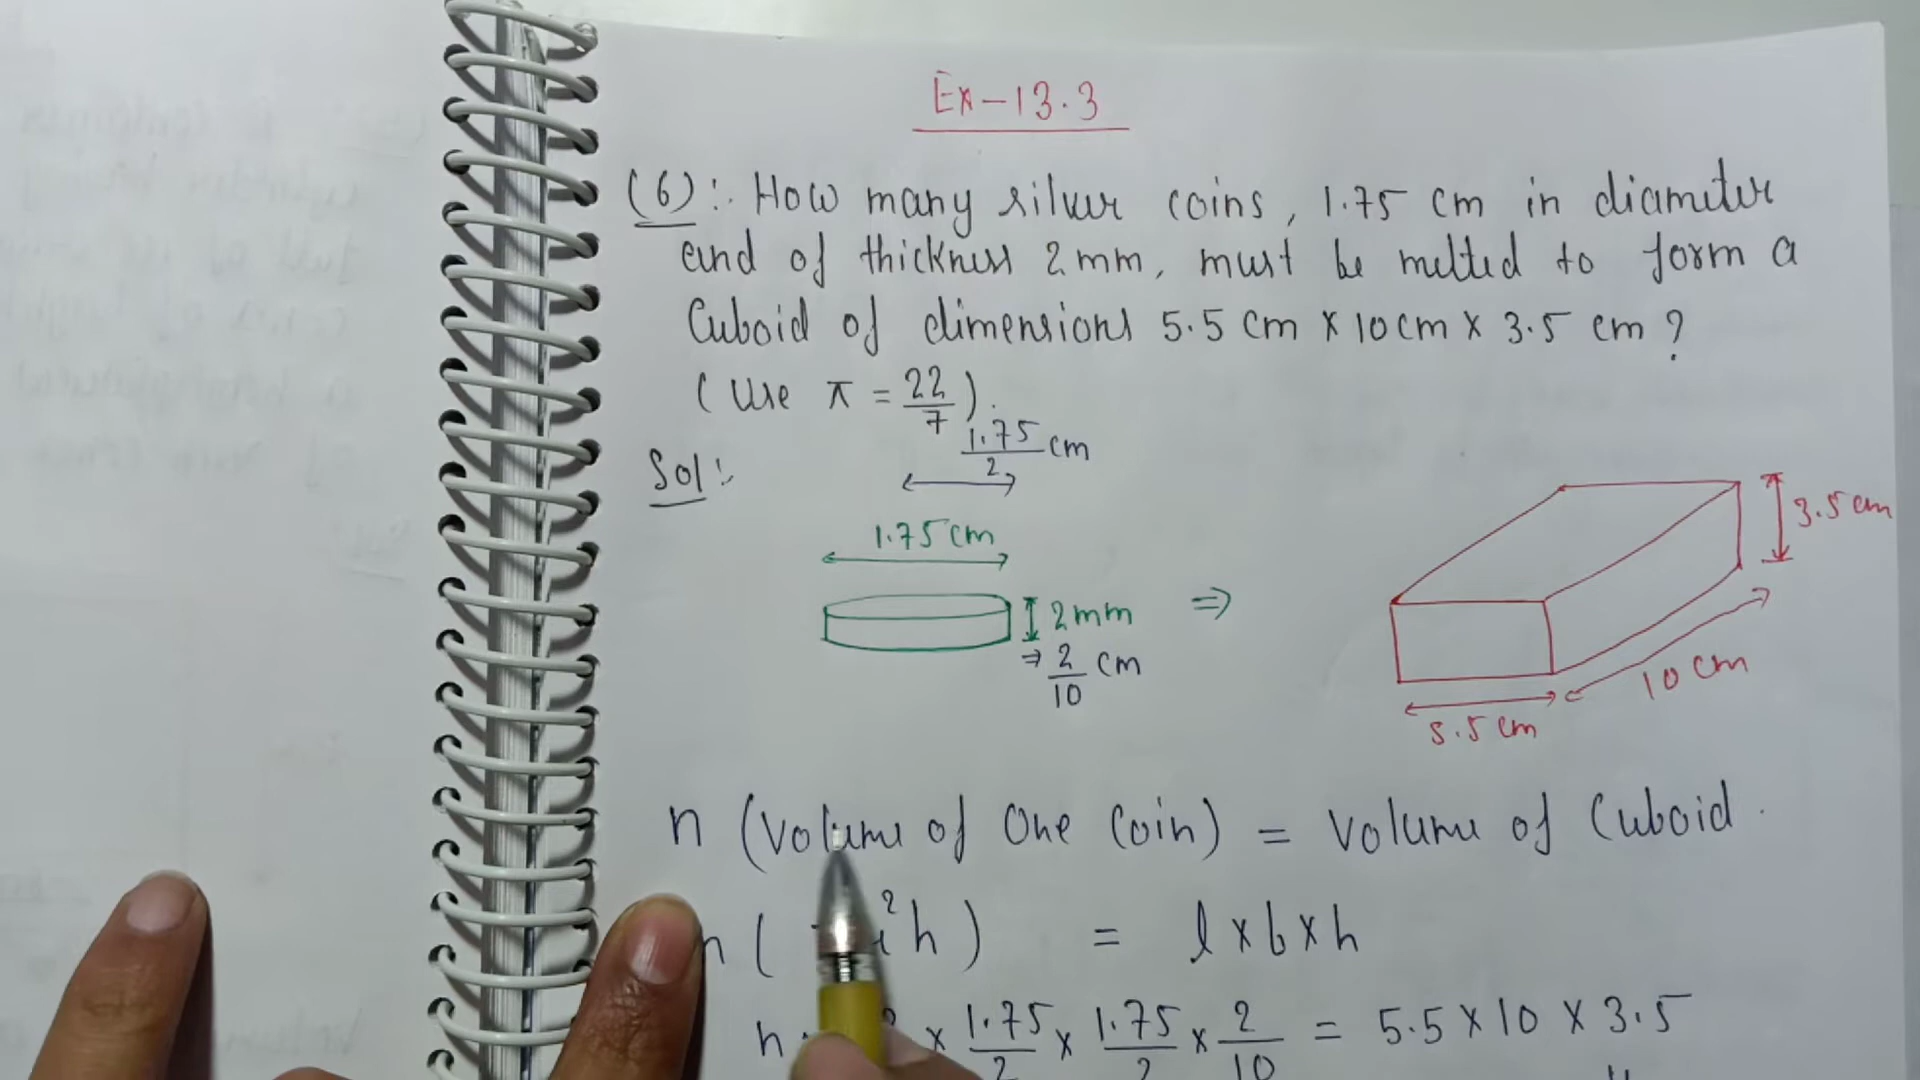 Ex-13.3
(6):. How many silver coins, 1.75 cm in diameter
and of thickness 2 mm, must be melted to form a
Cuboid of dimensions 5.5 cm × 10 cm × 3.5 cm ?
(Use π = 22/7).
1.75/2 cm
Sol:
1.75 cm
2 mm
⇒ 2/10 cm
⇒
3.5 cm
10 cm
5.5 cm
n (Volume of One Coin) = Volume of Cuboid.
n ( ²h) = l × b × h
n × 1.75/2 × 1.75/2 × 2/10 = 5.5 × 10 × 3.5